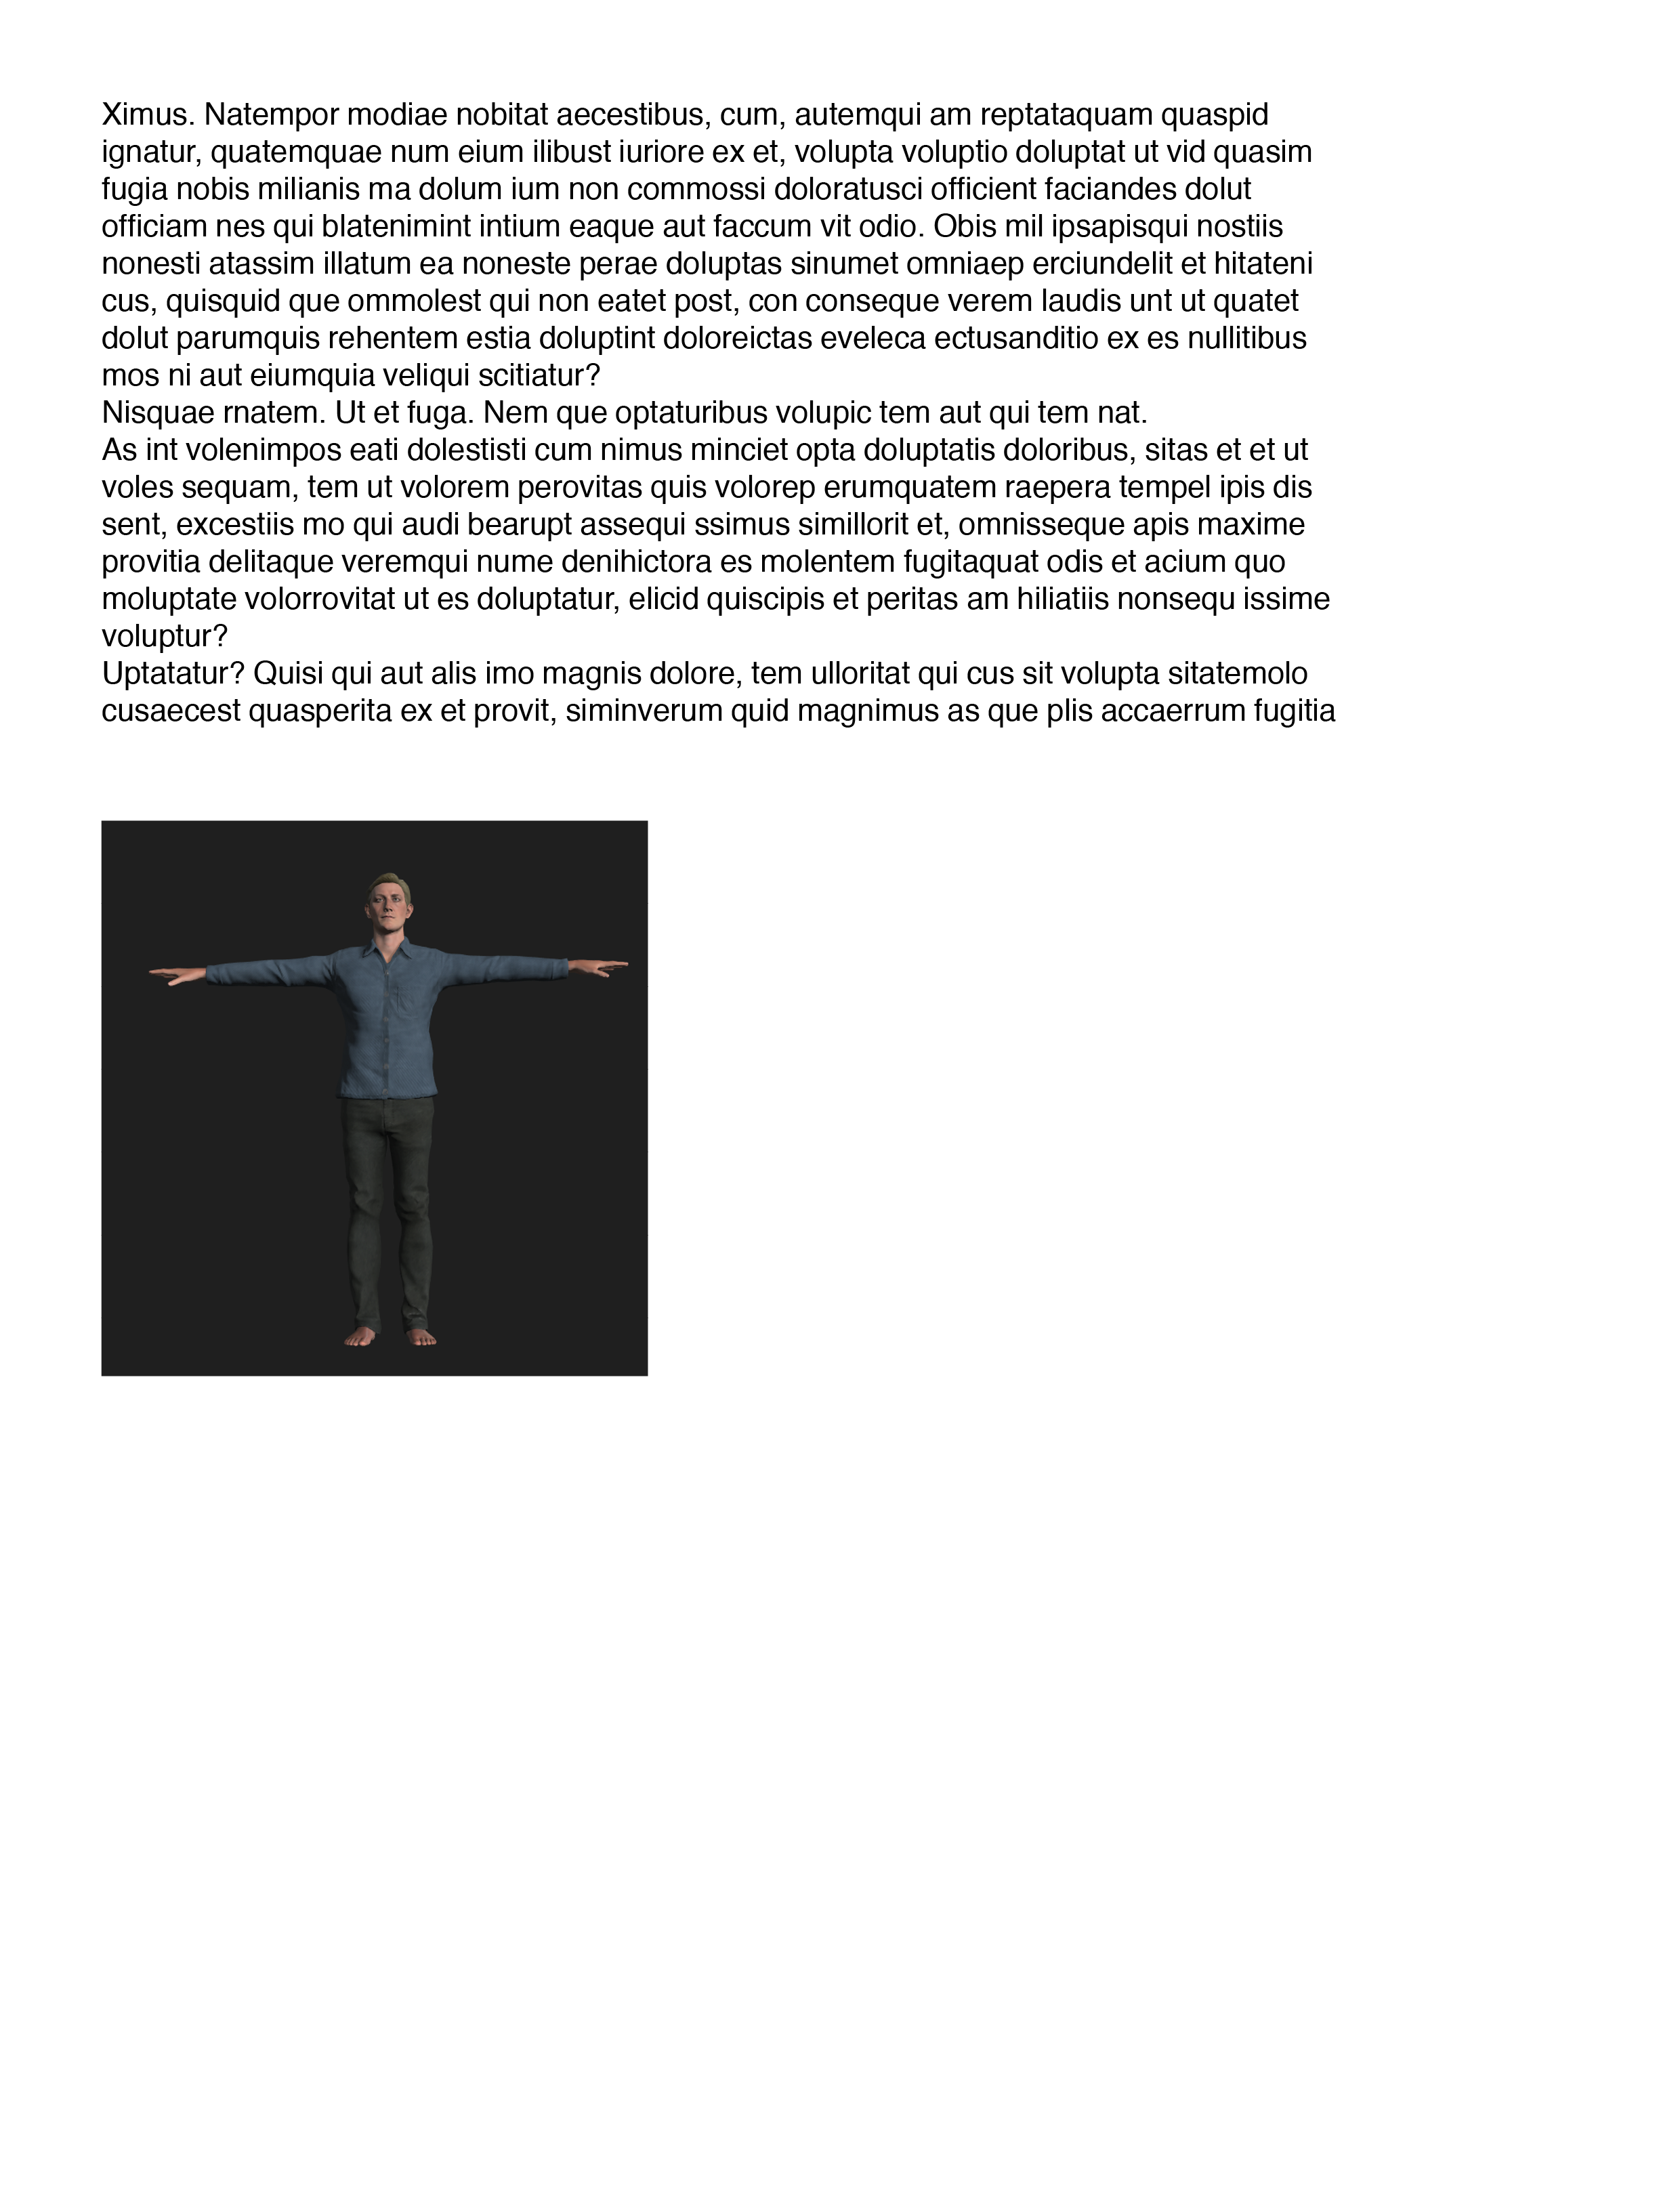 Ximus. Natempor modiae nobitat aecestibus, cum, autemqui am reptataquam quaspid
ignatur, quatemquae num eium ilibust iuriore ex et, volupta voluptio doluptat ut vid quasim
fugia nobis milianis ma dolum ium non commossi doloratusci officient faciandes dolut
officiam nes qui blatenimint intium eaque aut faccum vit odio. Obis mil ipsapisqui nostiis
nonesti atassim illatum ea noneste perae doluptas sinumet omniaep erciundelit et hitateni
cus, quisquid que ommolest qui non eatet post, con conseque verem laudis unt ut quatet
dolut parumquis rehentem estia doluptint doloreictas eveleca ectusanditio ex es nullitibus
mos ni aut eiumquia veliqui scitiatur?
Nisquae rnatem. Ut et fuga. Nem que optaturibus volupic tem aut qui tem nat.
As int volenimpos eati dolestisti cum nimus minciet opta doluptatis doloribus, sitas et et ut
voles sequam, tem ut volorem perovitas quis volorep erumquatem raepera tempel ipis dis
sent, excestiis mo qui audi bearupt assequi ssimus simillorit et, omnisseque apis maxime
provitia delitaque veremqui nume denihictora es molentem fugitaquat odis et acium quo
moluptate volorrovitat ut es doluptatur, elicid quiscipis et peritas am hiliatiis nonsequ issime
voluptur?
Uptatatur? Quisi qui aut alis imo magnis dolore, tem ulloritat qui cus sit volupta sitatemolo
cusaecest quasperita ex et provit, siminverum quid magnimus as que plis accaerrum fugitia